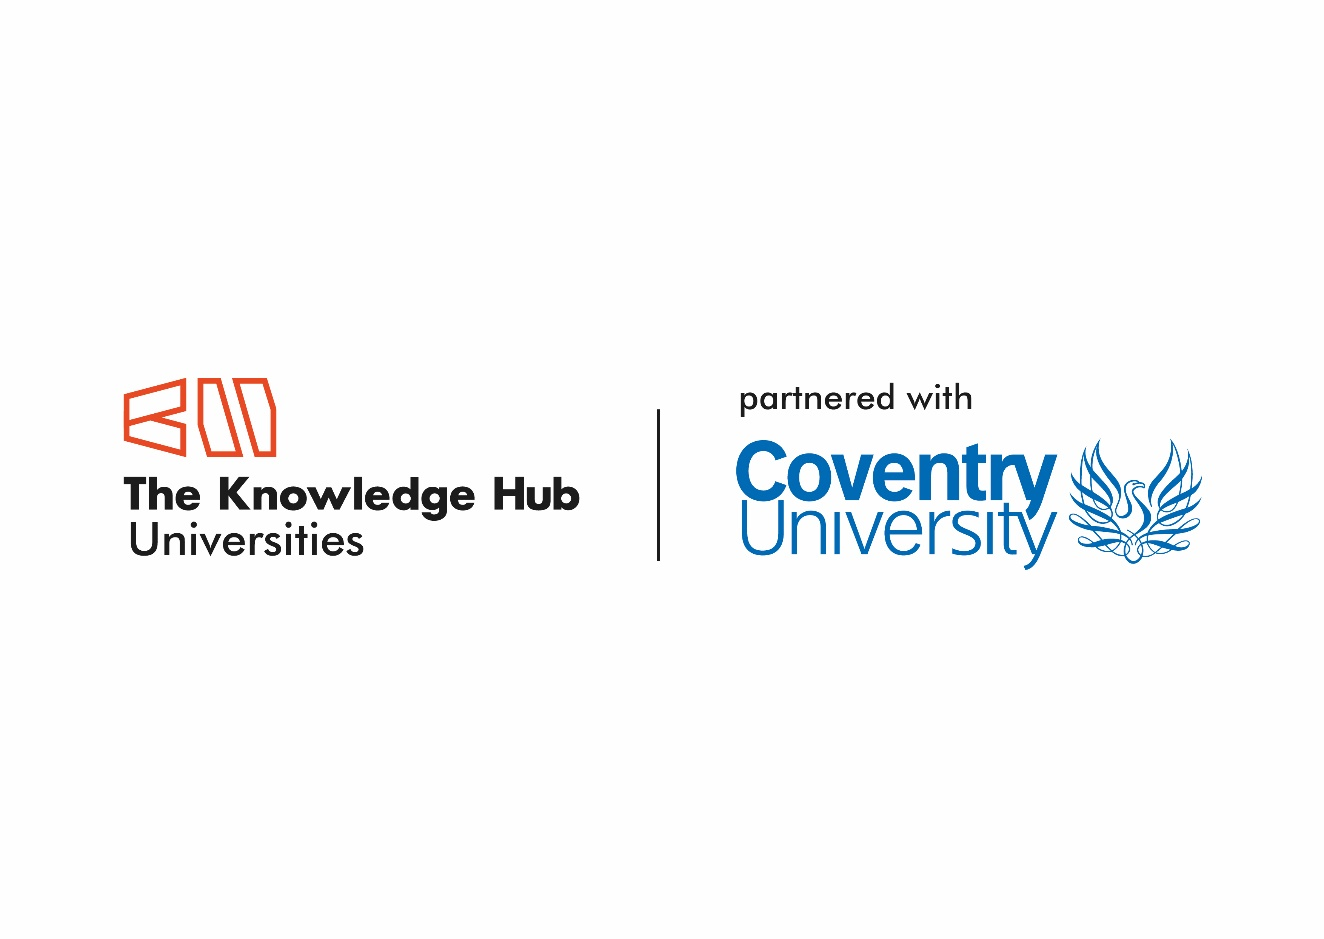 The Knowledge Hub
Universities
partnered with
Coventry
University